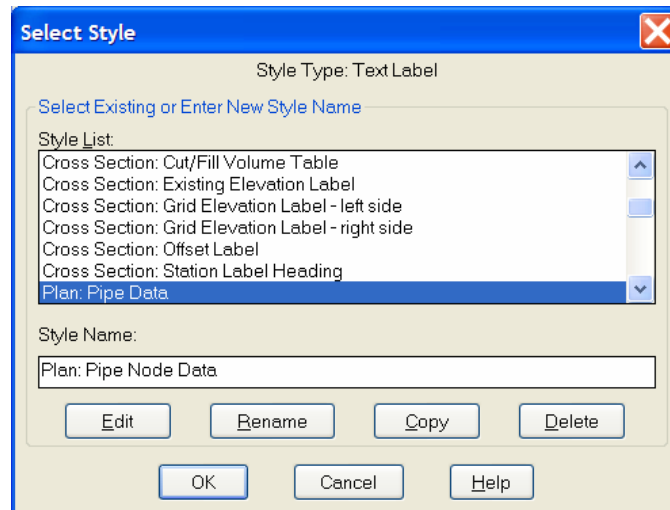 Select Style
Style Type: Text Label
Select Existing or Enter New Style Name
Style List:
Cross Section: Cut/Fill Volume Table
Cross Section: Existing Elevation Label
Cross Section: Grid Elevation Label - left side
Cross Section: Grid Elevation Label - right side
Cross Section: Offset Label
Cross Section: Station Label Heading
Plan: Pipe Data
Style Name:
Plan: Pipe Node Data
Edit Rename Copy Delete
OK Cancel Help